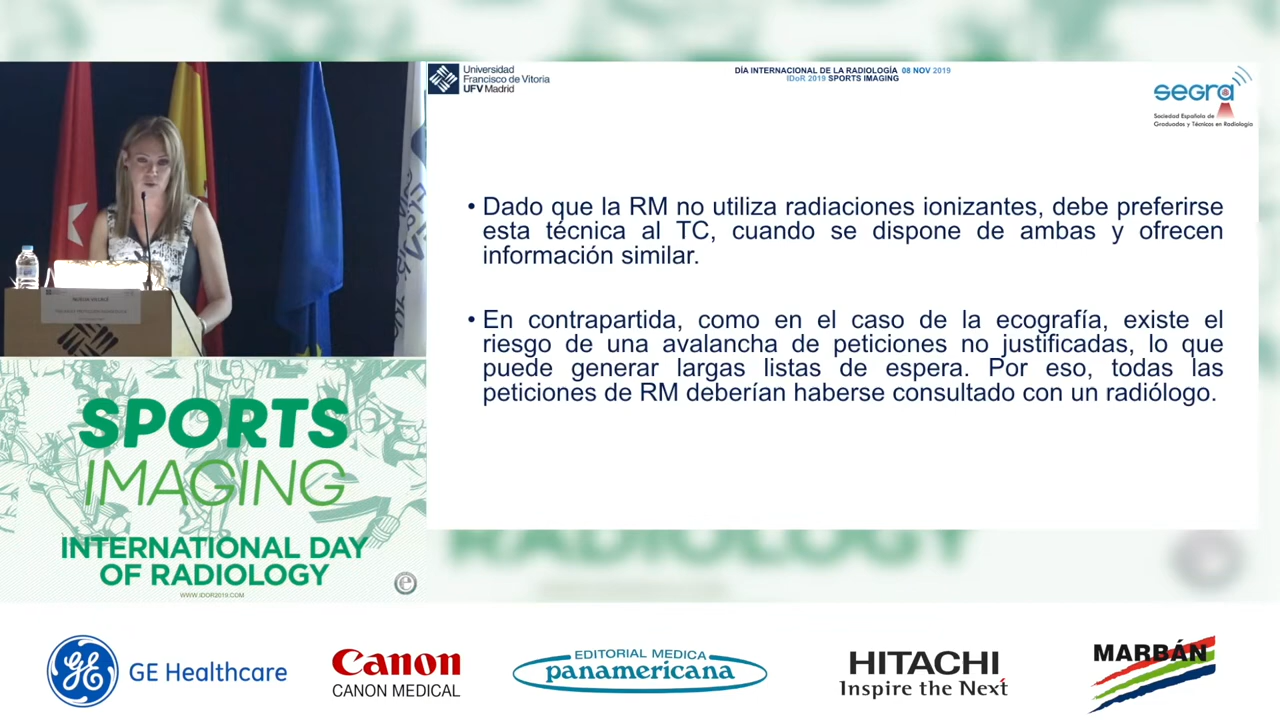 Universidad
Francisco de Vitoria
UFV Madrid
DÍA INTERNACIONAL DE LA RADIOLOGÍA 08 NOV 2019
IDoR 2019 SPORTS IMAGING
segra
Sociedad Española de
Graduados y Técnicos en Radiología
• Dado que la RM no utiliza radiaciones ionizantes, debe preferirse
esta técnica al TC, cuando se dispone de ambas y ofrecen
información similar.
• En contrapartida, como en el caso de la ecografía, existe el
riesgo de una avalancha de peticiones no justificadas, lo que
puede generar largas listas de espera. Por eso, todas las
peticiones de RM deberían haberse consultado con un radiólogo.
SPORTS
IMAGING
INTERNATIONAL DAY
OF RADIOLOGY
WWW.IDOR2019.COM
RADIOLOGY
GE GE Healthcare
Canon
CANON MEDICAL
EDITORIAL MEDICA
panamericana
HITACHI
Inspire the Next
MARBÁN